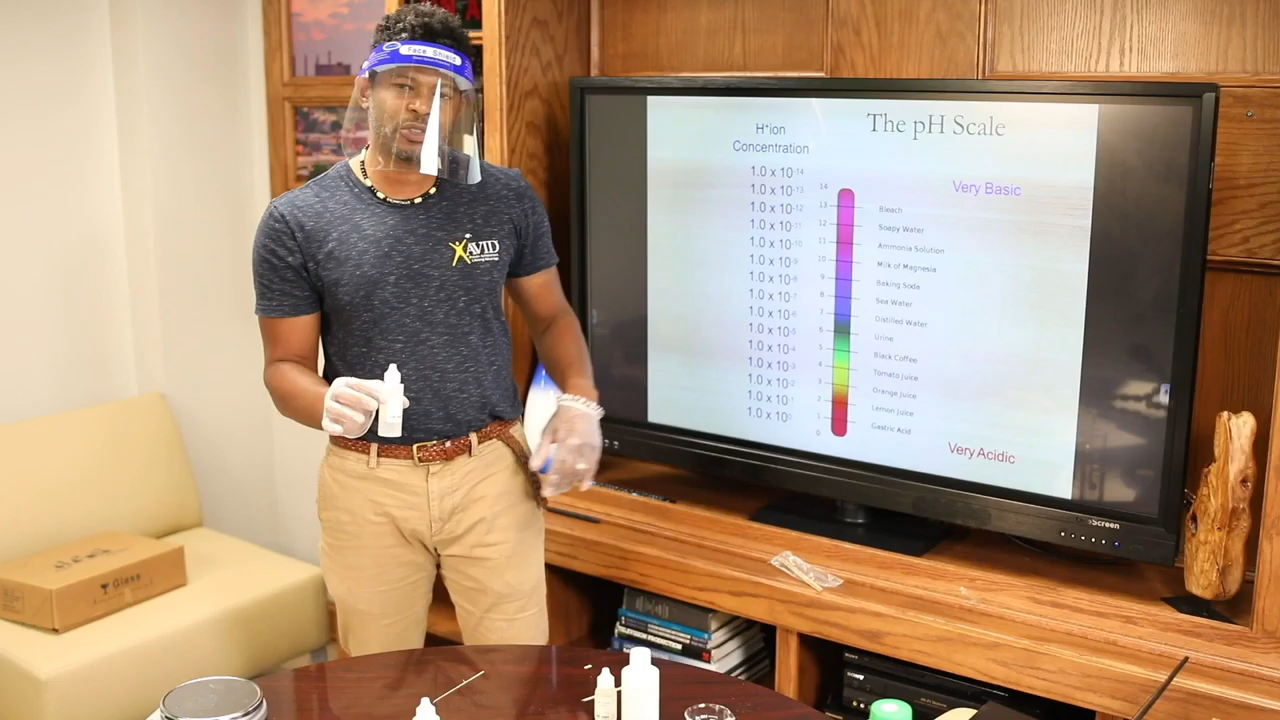 Face Shield
AVID
Glass
H+ion
Concentration
The pH Scale
Very Basic
1.0 x 10-14
1.0 x 10-13
1.0 x 10-12
1.0 x 10-11
1.0 x 10-10
1.0 x 10-9
1.0 x 10-8
1.0 x 10-7
1.0 x 10-6
1.0 x 10-5
1.0 x 10-4
1.0 x 10-3
1.0 x 10-2
1.0 x 10-1
1.0 x 100
14
13
12
11
10
9
8
7
6
5
4
3
2
1
0
Bleach
Soapy Water
Ammonia Solution
Milk of Magnesia
Baking Soda
Sea Water
Distilled Water
Urine
Black Coffee
Tomato Juice
Orange Juice
Lemon Juice
Gastric Acid
Very Acidic
Screen
TELEVISION PRODUCTION
SONY